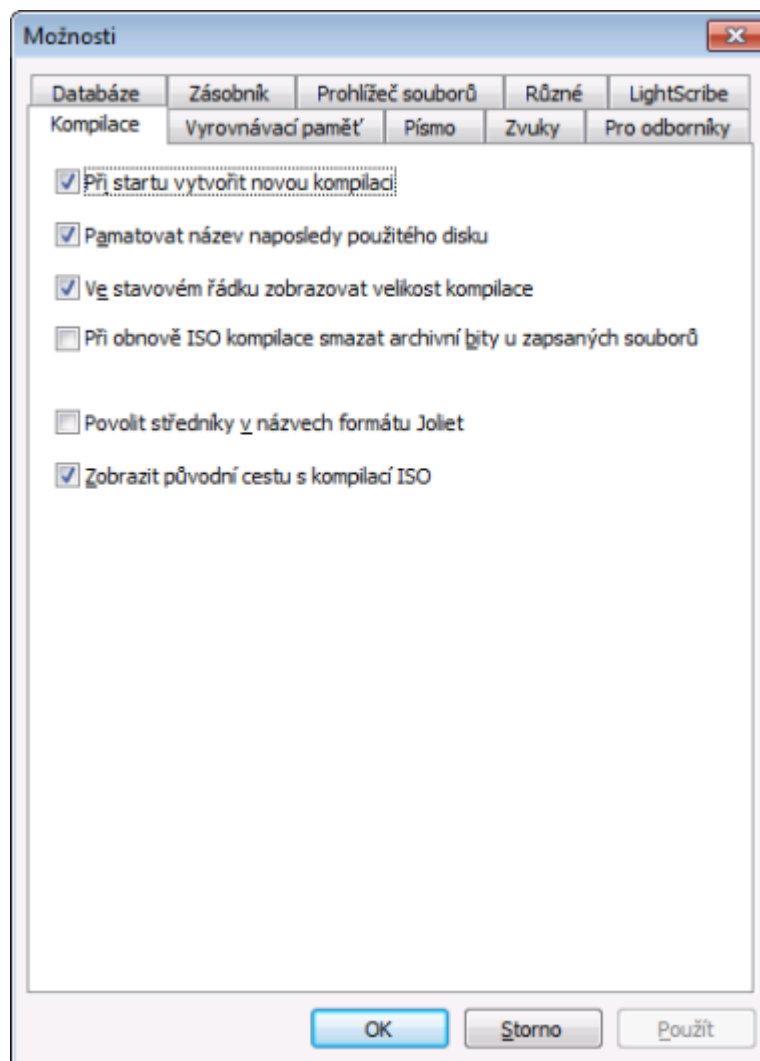 Možnosti
Databáze Zásobník Prohlížeč souborů Různé LightScribe
Kompilace Vyrovnávací paměť Písmo Zvuky Pro odborníky
Při startu vytvořit novou kompilaci
Pamatovat název naposledy použitého disku
Ve stavovém řádku zobrazovat velikost kompilace
Při obnově ISO kompilace smazat archivní bity u zapsaných souborů
Povolit středníky v názvech formátu Joliet
Zobrazit původní cestu s kompilací ISO
OK Storno Použít